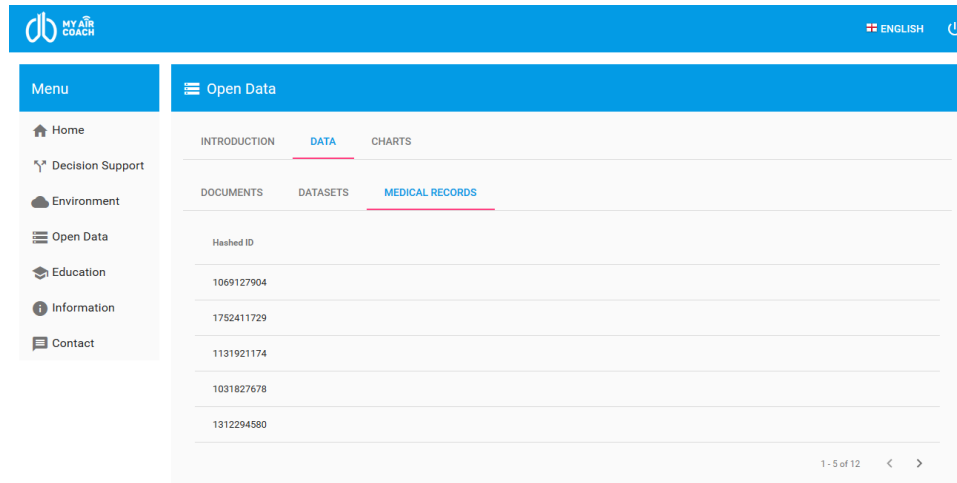 MY AIR
COACH
ENGLISH
Menu
Home
Decision Support
Environment
Open Data
Education
Information
Contact
Open Data
INTRODUCTION DATA CHARTS
DOCUMENTS DATASETS MEDICAL RECORDS
Hashed ID
1069127904
1752411729
1131921174
1031827678
1312294580
1 - 5 of 12